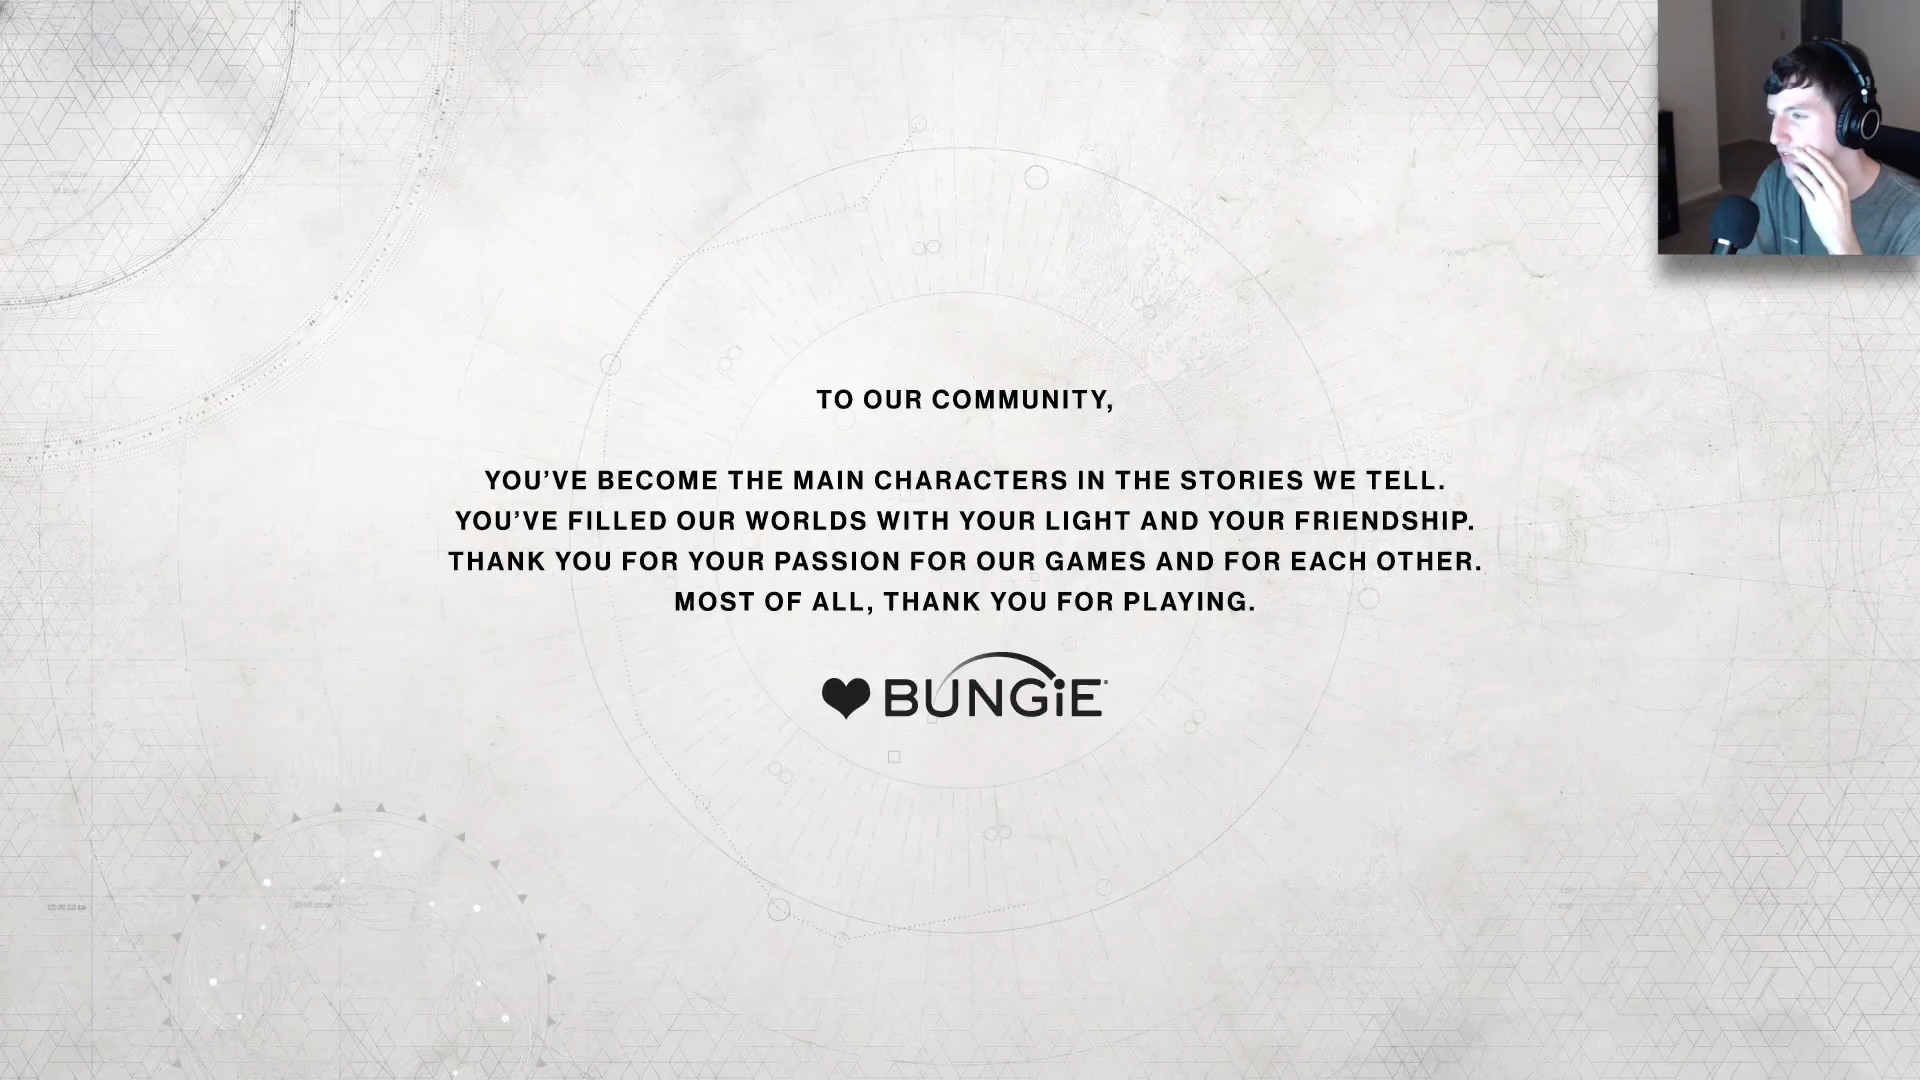 TO OUR COMMUNITY,
YOU’VE BECOME THE MAIN CHARACTERS IN THE STORIES WE TELL.
YOU’VE FILLED OUR WORLDS WITH YOUR LIGHT AND YOUR FRIENDSHIP.
THANK YOU FOR YOUR PASSION FOR OUR GAMES AND FOR EACH OTHER.
MOST OF ALL, THANK YOU FOR PLAYING.
BUNGiE